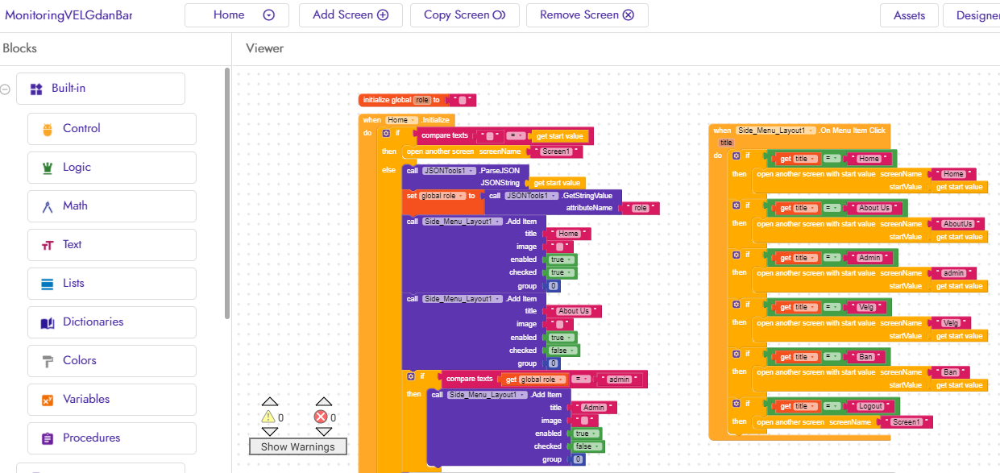 MonitoringVELGdanBar
Home
Add Screen
Copy Screen
Remove Screen
Assets
Designer
Blocks
Viewer
Built-in
Control
Logic
Math
Text
Lists
Dictionaries
Colors
Variables
Procedures
0
0
Show Warnings
initialize global role to " "
when Home .Initialize
do if compare texts " " = get start value
then open another screen screenName "Screen1"
else call JSONTools1 .ParseJSON
JSONString get start value
set global role to call JSONTools1 .GetStringValue
attributeName "role"
call Side_Menu_Layout1 .Add Item
title "Home"
image " "
enabled true
checked true
group 0
call Side_Menu_Layout1 .Add Item
title "About Us"
image " "
enabled true
checked false
group 0
if compare texts get global role = "admin"
then call Side_Menu_Layout1 .Add Item
title "Admin"
image " "
enabled true
checked false
group 0
when Side_Menu_Layout1 .On Menu Item Click
title
do if get title = "Home"
then open another screen with start value screenName "Home"
startValue get start value
if get title = "About Us"
then open another screen with start value screenName "AboutUs"
startValue get start value
if get title = "Admin"
then open another screen with start value screenName "admin"
startValue get start value
if get title = "Velg"
then open another screen with start value screenName "Velg"
startValue get start value
if get title = "Ban"
then open another screen with start value screenName "Ban"
startValue get start value
if get title = "Logout"
then open another screen screenName "Screen1"